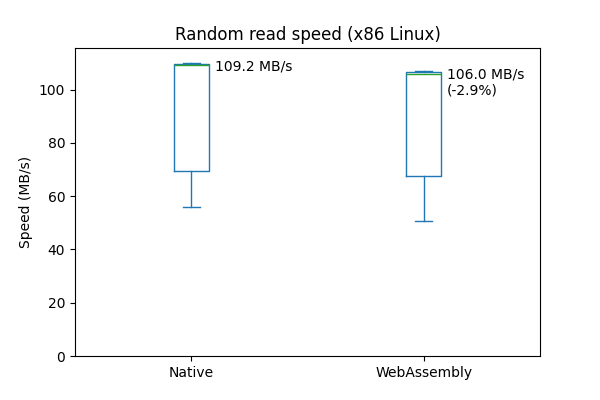 Random read speed (x86 Linux)
109.2 MB/s
106.0 MB/s
(-2.9%)
100
80
60
40
20
0
Speed (MB/s)
Native
WebAssembly